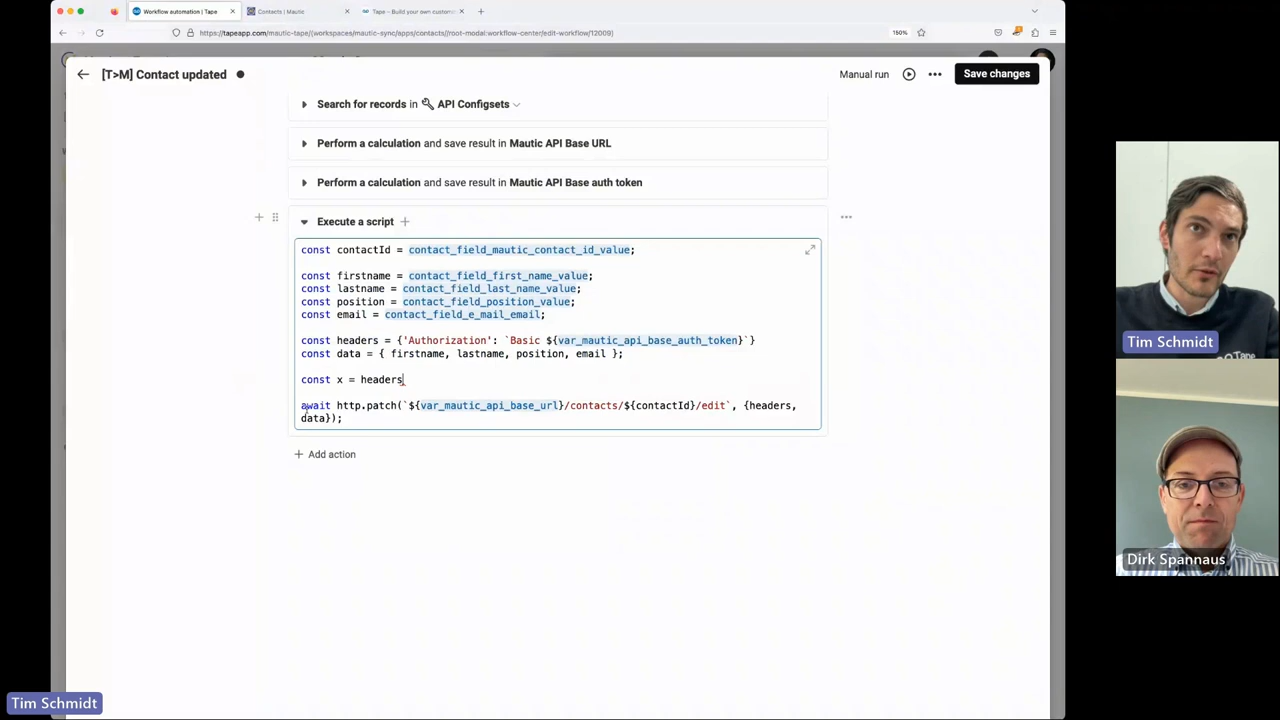 Workflow automation | Tape
Contacts | Mautic
Tape – Build your own custom
https://tapeapp.com/mautic-tape/(workspaces/mautic-sync/apps/contacts//root-modal:workflow-center/edit-workflow/12009)
150%
[T>M] Contact updated
Manual run
Save changes
Search for records in API Configsets
Perform a calculation and save result in Mautic API Base URL
Perform a calculation and save result in Mautic API Base auth token
Execute a script
const contactId = contact_field_mautic_contact_id_value;
const firstname = contact_field_first_name_value;
const lastname = contact_field_last_name_value;
const position = contact_field_position_value;
const email = contact_field_e_mail_email;
const headers = {'Authorization': `Basic ${var_mautic_api_base_auth_token}`}
const data = { firstname, lastname, position, email };
const x = headers
await http.patch(`${var_mautic_api_base_url}/contacts/${contactId}/edit`, {headers,
data});
Add action
Tim Schmidt
Dirk Spannaus
Tim Schmidt